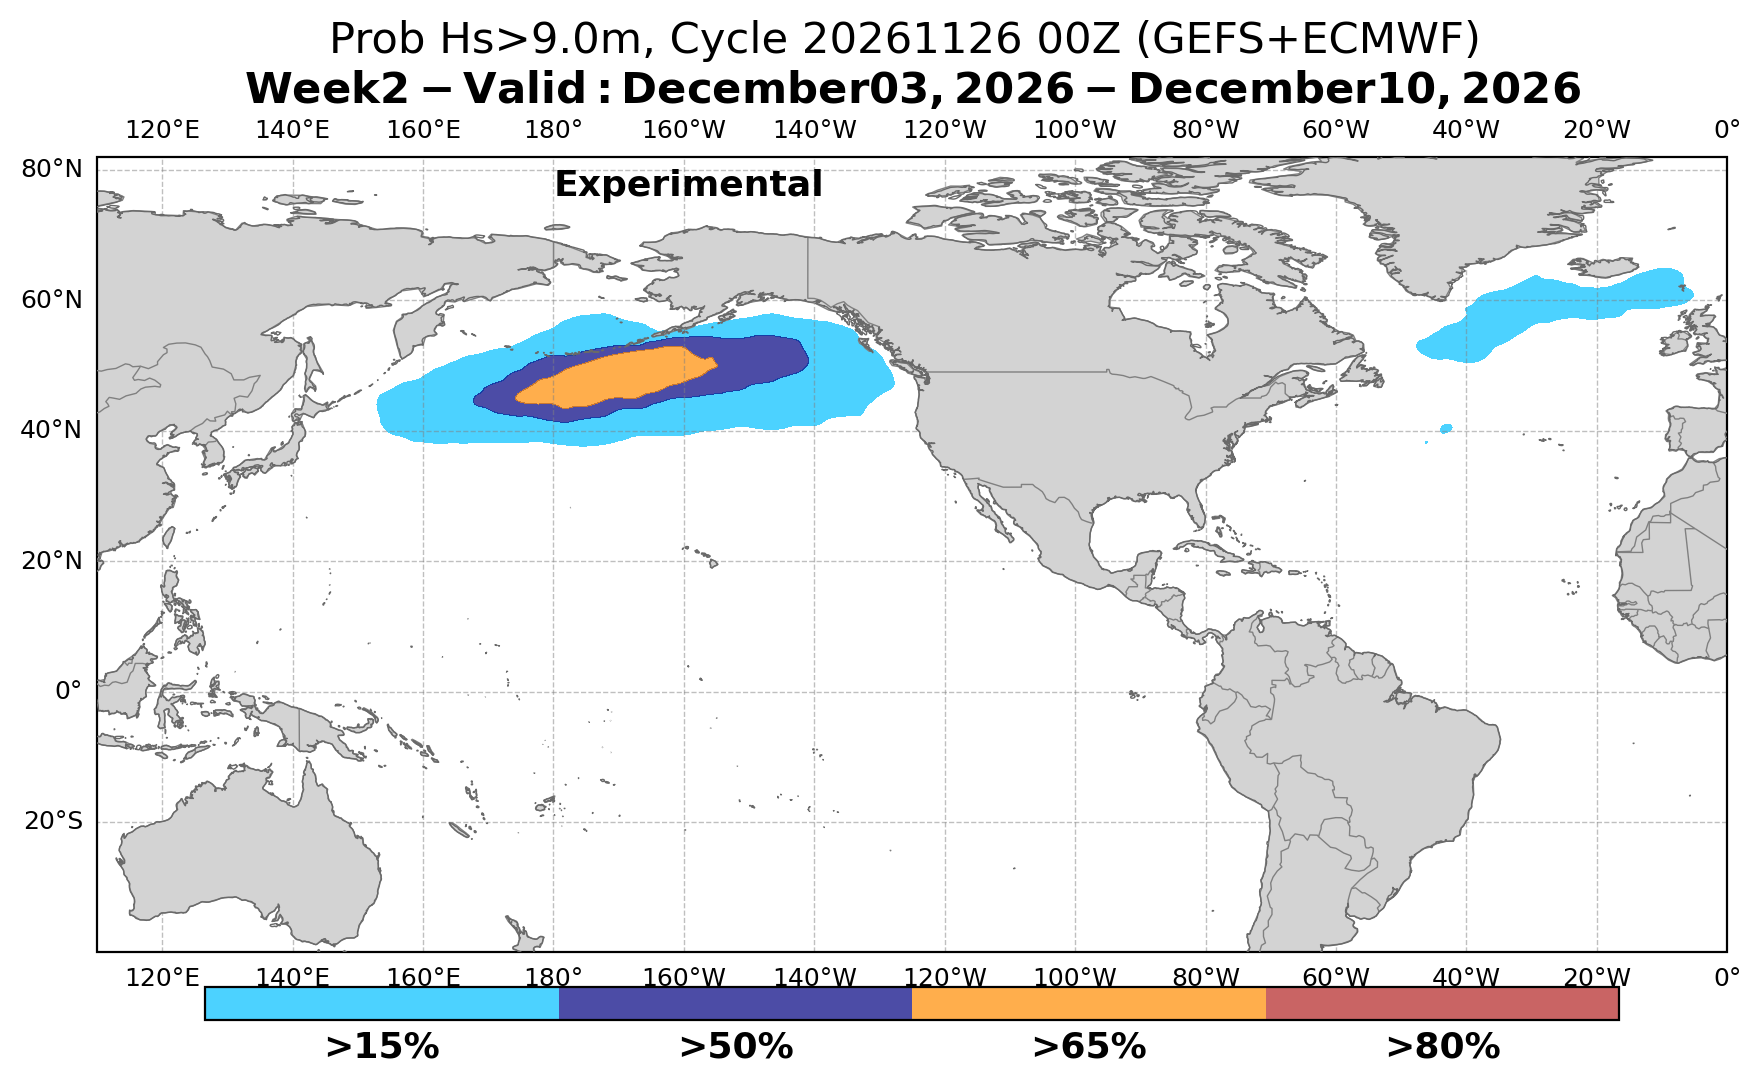 Prob Hs>9.0m, Cycle 20261126 00Z (GEFS+ECMWF)
Week2 − Valid : December03, 2026 − December10, 2026
120°E 140°E 160°E 180° 160°W 140°W 120°W 100°W 80°W 60°W 40°W 20°W 0°
80°N
Experimental
60°N
40°N
20°N
0°
20°S
120°E 140°E 160°E 180° 160°W 140°W 120°W 100°W 80°W 60°W 40°W 20°W 0°
>15% >50% >65% >80%